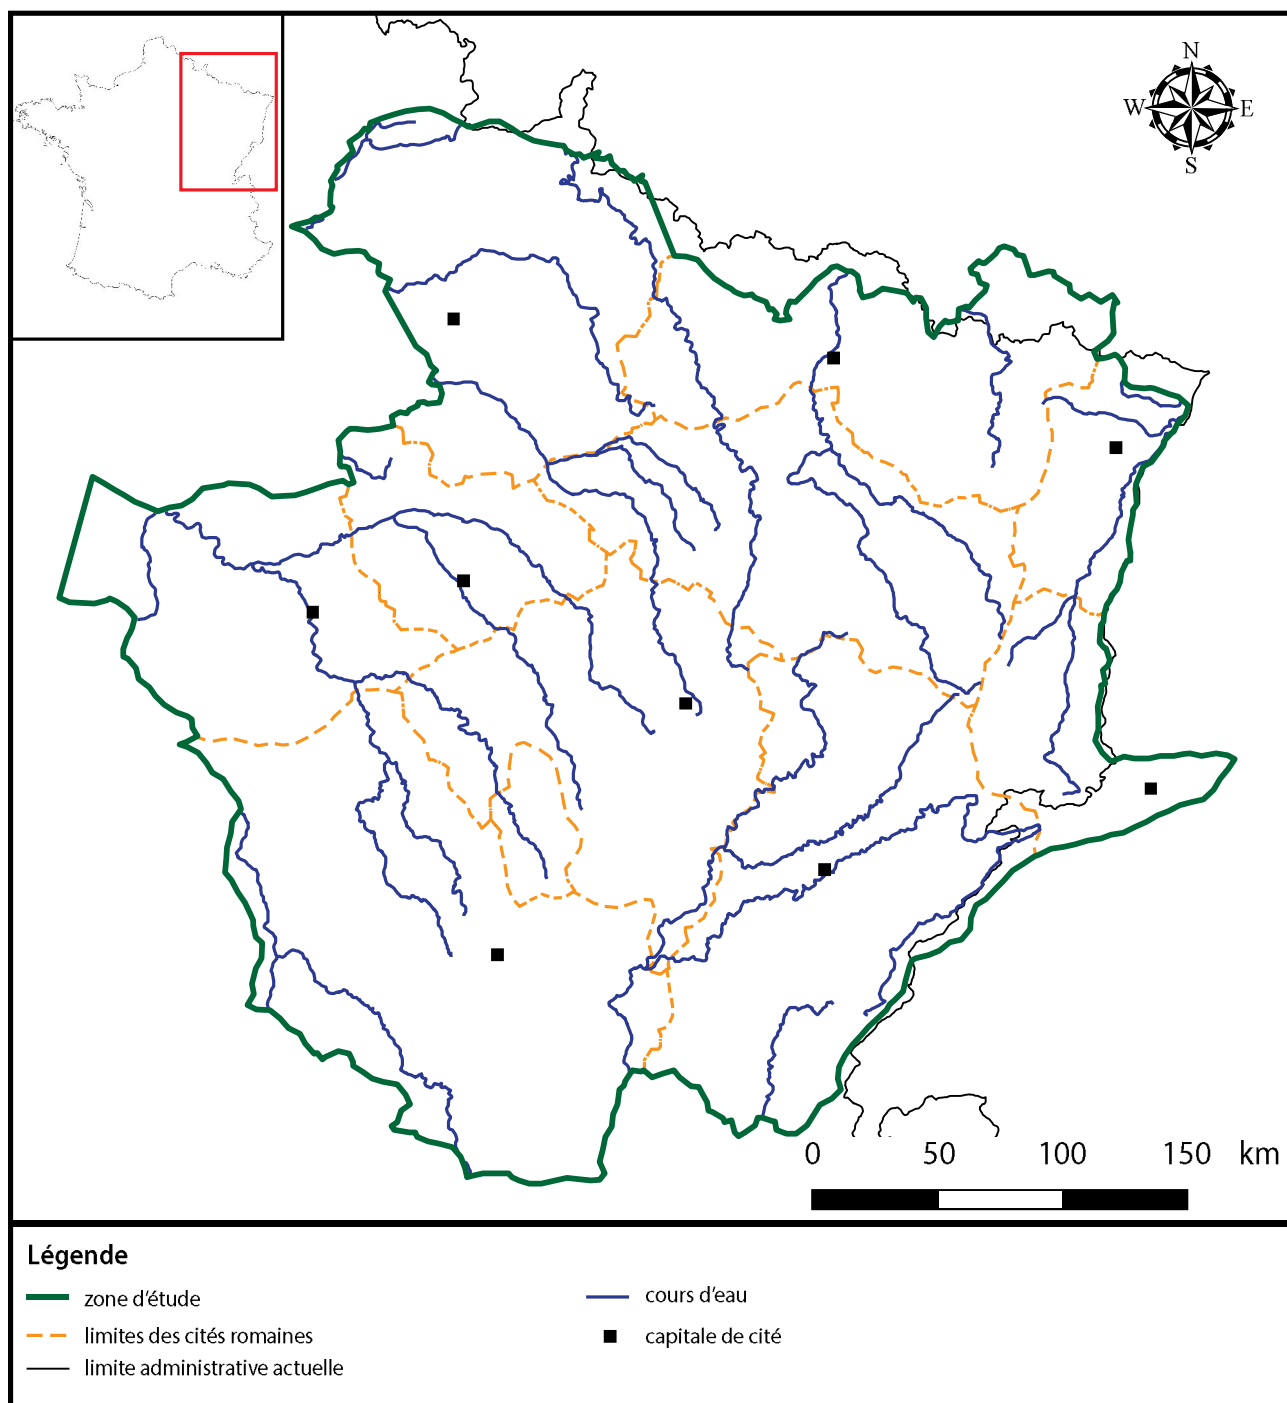 N
W E
S
0 50 100 150 km
Légende
zone d'étude
cours d'eau
limites des cités romaines
capitale de cité
limite administrative actuelle